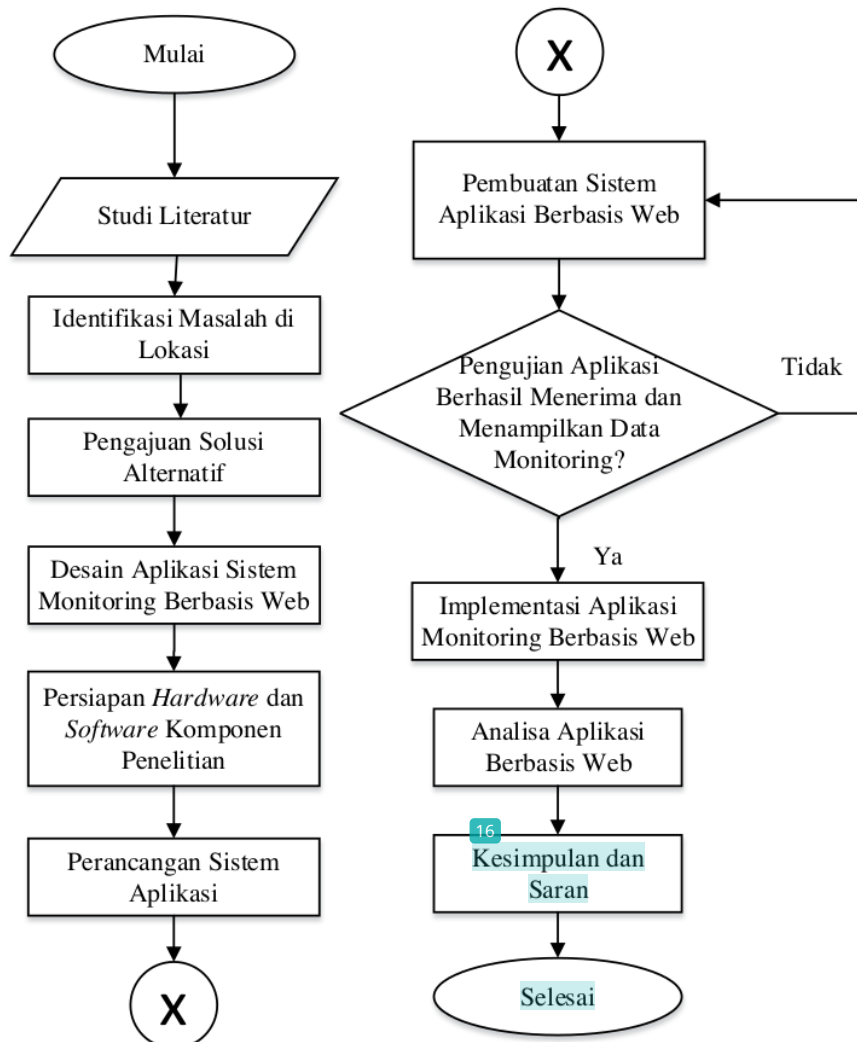 Mulai
Studi Literatur
Identifikasi Masalah di
Lokasi
Pengajuan Solusi
Alternatif
Desain Aplikasi Sistem
Monitoring Berbasis Web
Persiapan Hardware dan
Software Komponen
Penelitian
Perancangan Sistem
Aplikasi
X
X
Pembuatan Sistem
Aplikasi Berbasis Web
Pengujian Aplikasi
Berhasil Menerima dan
Menampilkan Data
Monitoring?
Tidak
Ya
Implementasi Aplikasi
Monitoring Berbasis Web
Analisa Aplikasi
Berbasis Web
16
Kesimpulan dan
Saran
Selesai